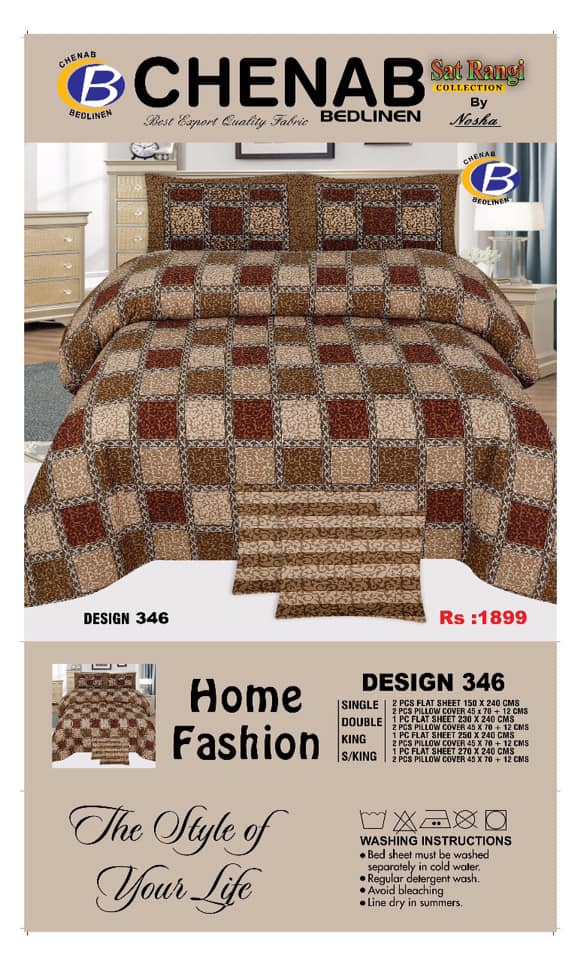 CHENAB
B
BEDLINEN
CHENAB
BEDLINEN
Best Export Quality Fabric
Sat Rangi
COLLECTION
By
Nosha
CHENAB
B
BEDLINEN
DESIGN 346
Rs :1899
Home
Fashion
DESIGN 346
SINGLE 2 PCS FLAT SHEET 150 X 240 CMS
2 PCS PILLOW COVER 45 x 70 + 12 CMS
DOUBLE 1 PC FLAT SHEET 230 X 240 CMS
2 PCS PILLOW COVER 45 X 70 + 12 CMS
KING 1 PC FLAT SHEET 250 X 240 CMS
2 PCS PILLOW COVER 45 X 70 + 12 CMS
S/KING 1 PC FLAT SHEET 270 X 240 CMS
2 PCS PILLOW COVER 45 X 70 + 12 CMS
The Style of
Your Life
WASHING INSTRUCTIONS
● Bed sheet must be washed
separately in cold water.
● Regular detergent wash.
● Avoid bleaching
● Line dry in summers.